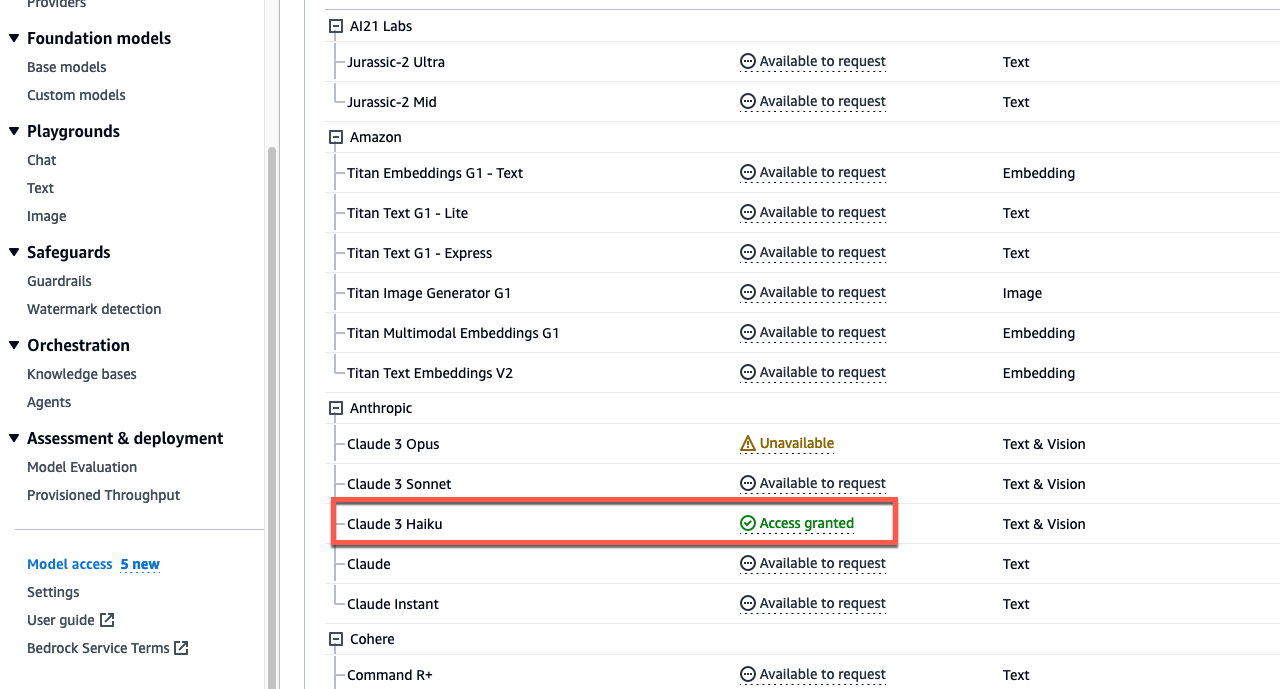 Providers
Foundation models
Base models
Custom models
Playgrounds
Chat
Text
Image
Safeguards
Guardrails
Watermark detection
Orchestration
Knowledge bases
Agents
Assessment & deployment
Model Evaluation
Provisioned Throughput
Model access 5 new
Settings
User guide
Bedrock Service Terms
AI21 Labs
Jurassic-2 Ultra Available to request Text
Jurassic-2 Mid Available to request Text
Amazon
Titan Embeddings G1 - Text Available to request Embedding
Titan Text G1 - Lite Available to request Text
Titan Text G1 - Express Available to request Text
Titan Image Generator G1 Available to request Image
Titan Multimodal Embeddings G1 Available to request Embedding
Titan Text Embeddings V2 Available to request Embedding
Anthropic
Claude 3 Opus Unavailable Text & Vision
Claude 3 Sonnet Available to request Text & Vision
Claude 3 Haiku Access granted Text & Vision
Claude Available to request Text
Claude Instant Available to request Text
Cohere
Command R+ Available to request Text